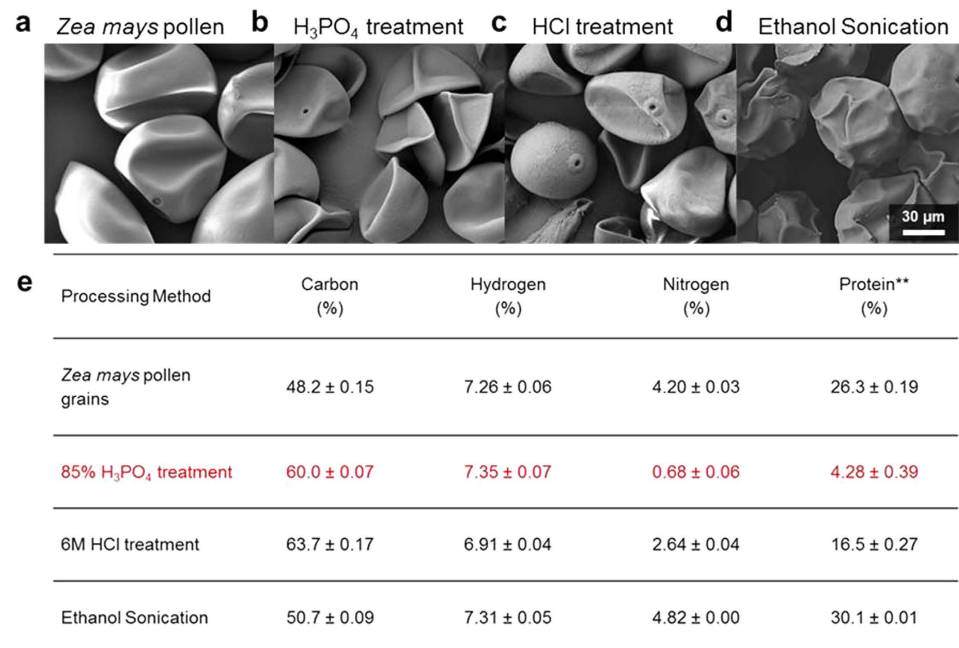 a Zea mays pollen b H₃PO₄ treatment c HCl treatment d Ethanol Sonication
30 µm
e
Processing Method Carbon (%) Hydrogen (%) Nitrogen (%) Protein** (%)
Zea mays pollen grains 48.2 ± 0.15 7.26 ± 0.06 4.20 ± 0.03 26.3 ± 0.19
85% H₃PO₄ treatment 60.0 ± 0.07 7.35 ± 0.07 0.68 ± 0.06 4.28 ± 0.39
6M HCl treatment 63.7 ± 0.17 6.91 ± 0.04 2.64 ± 0.04 16.5 ± 0.27
Ethanol Sonication 50.7 ± 0.09 7.31 ± 0.05 4.82 ± 0.00 30.1 ± 0.01